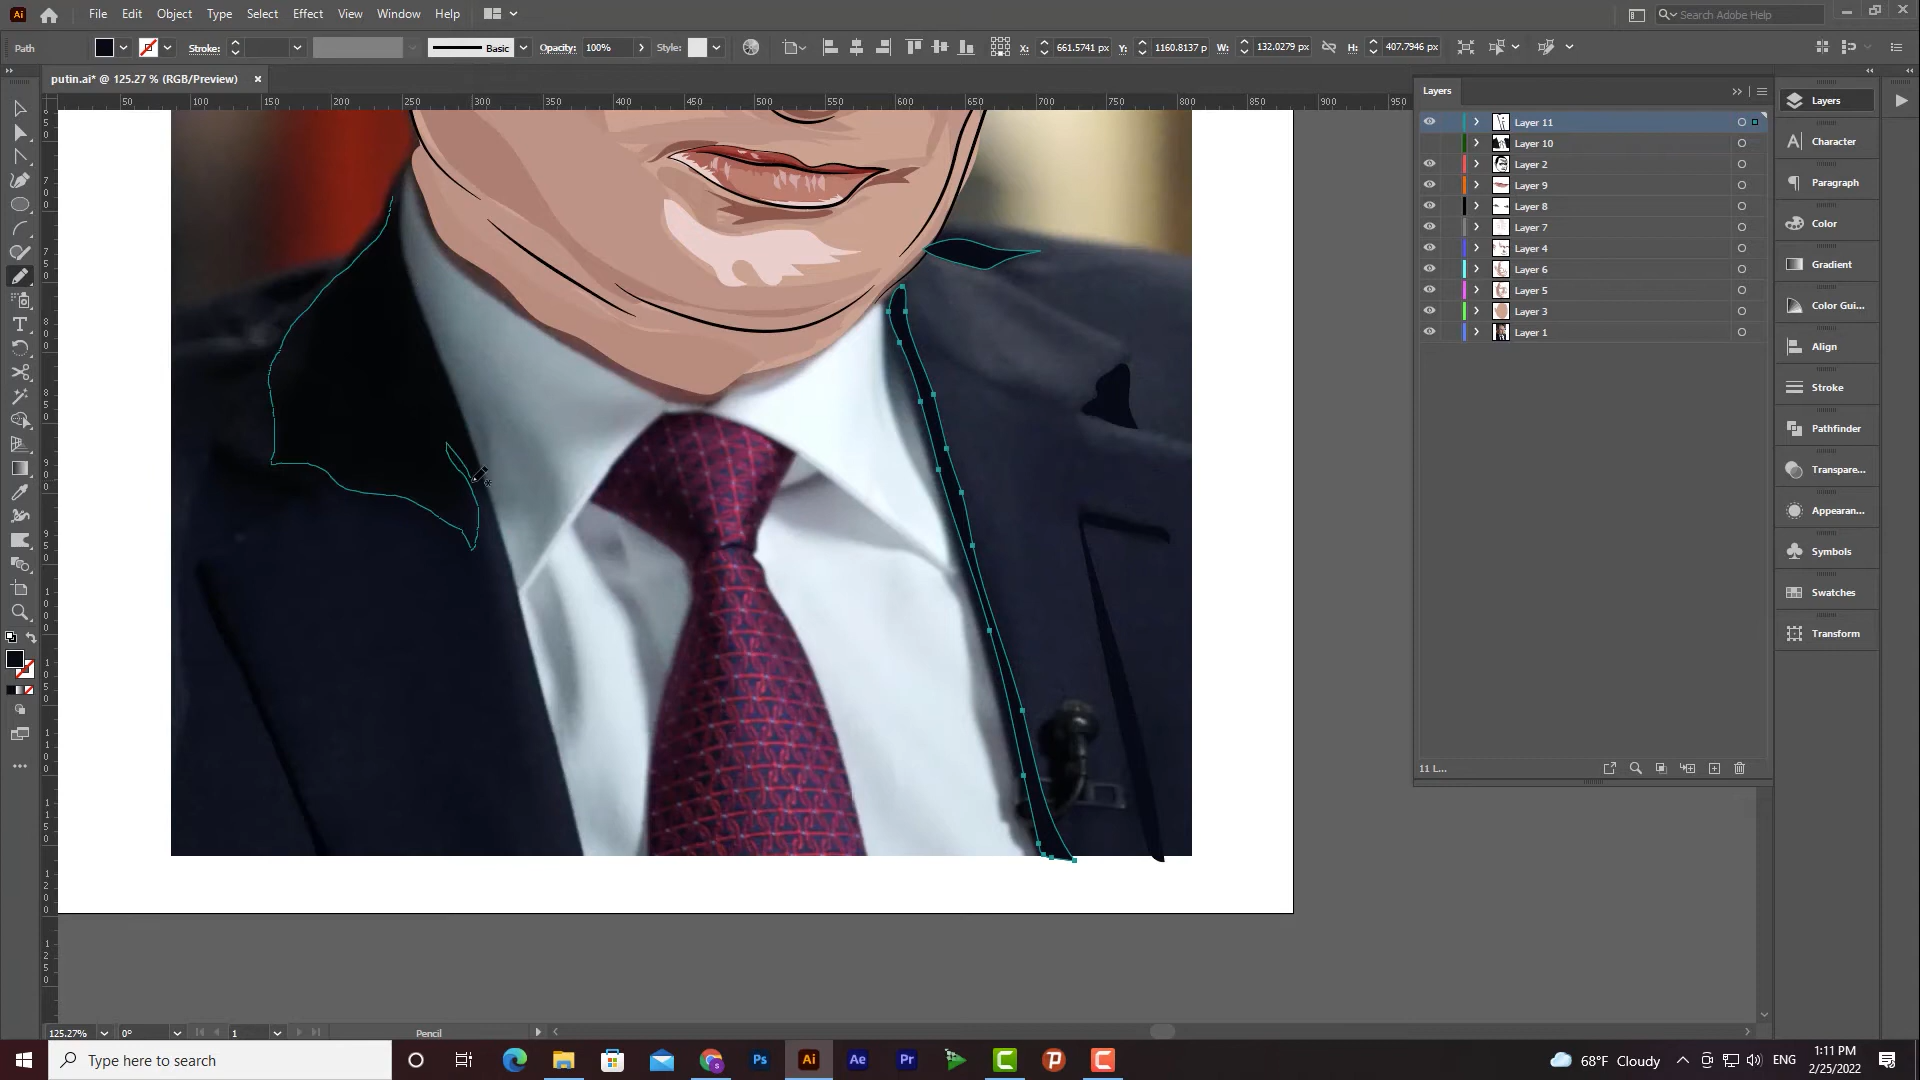 Ai File Edit Object Type Select Effect View Window Help Search Adobe Help
Path Stroke: Basic Opacity: 100% Style: X: 661.5741 px Y: 1160.8137 p W: 132.0279 px H: 407.7946 px
putin.ai* @ 125.27 % (RGB/Preview)
50 100 150 200 250 300 350 400 450 500 550 600 650 700 750 800 850 900 950
Layers
Layer 11
Layer 10
Layer 2
Layer 9
Layer 8
Layer 7
Layer 4
Layer 6
Layer 5
Layer 3
Layer 1
11 L...
Layers
Character
Paragraph
Color
Gradient
Color Gui...
Align
Stroke
Pathfinder
Transpare...
Appearan...
Symbols
Swatches
Transform
125.27% 0° 1 Pencil
Type here to search
Ps Ai Ae Pr
68°F Cloudy ENG
1:11 PM
2/25/2022